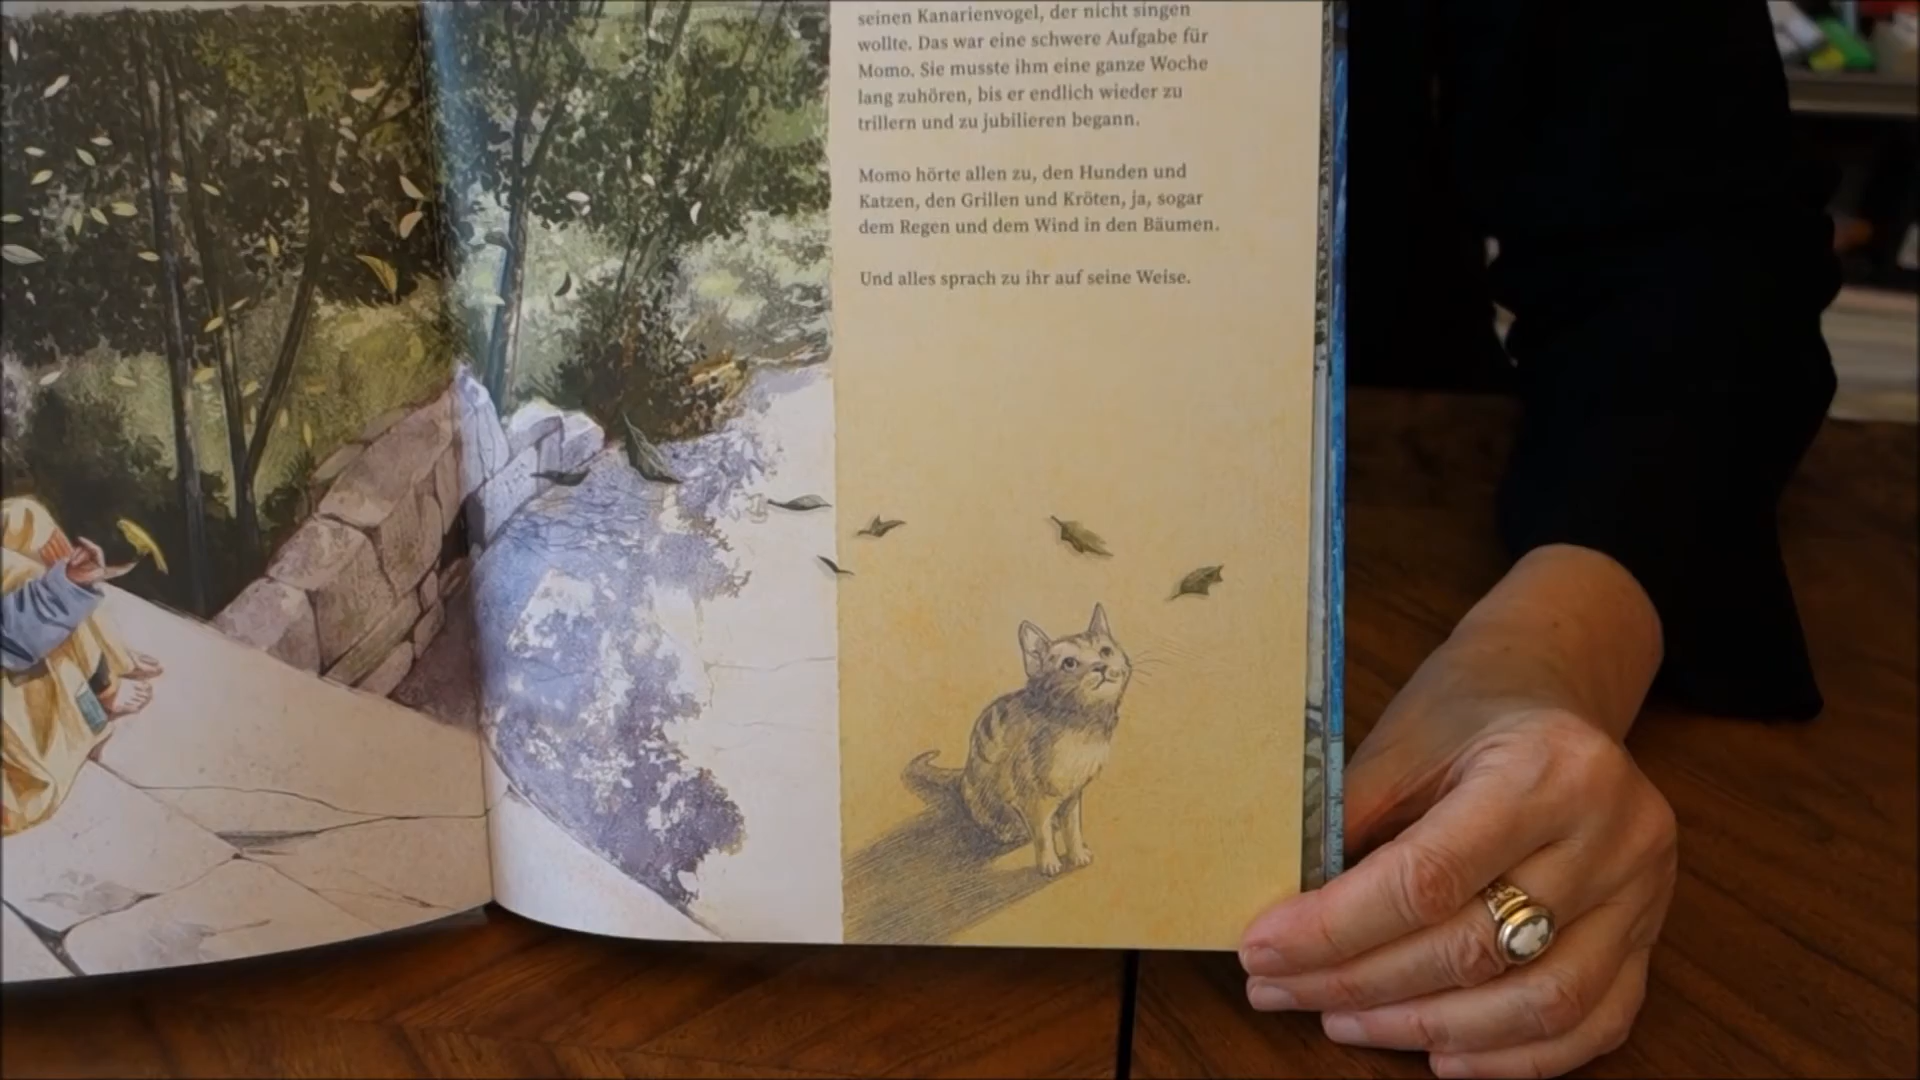 seinen Kanarienvogel, der nicht singen
wollte. Das war eine schwere Aufgabe für
Momo. Sie musste ihm eine ganze Woche
lang zuhören, bis er endlich wieder zu
trillern und zu jubilieren begann.
Momo hörte allen zu, den Hunden und
Katzen, den Grillen und Kröten, ja, sogar
dem Regen und dem Wind in den Bäumen.
Und alles sprach zu ihr auf seine Weise.